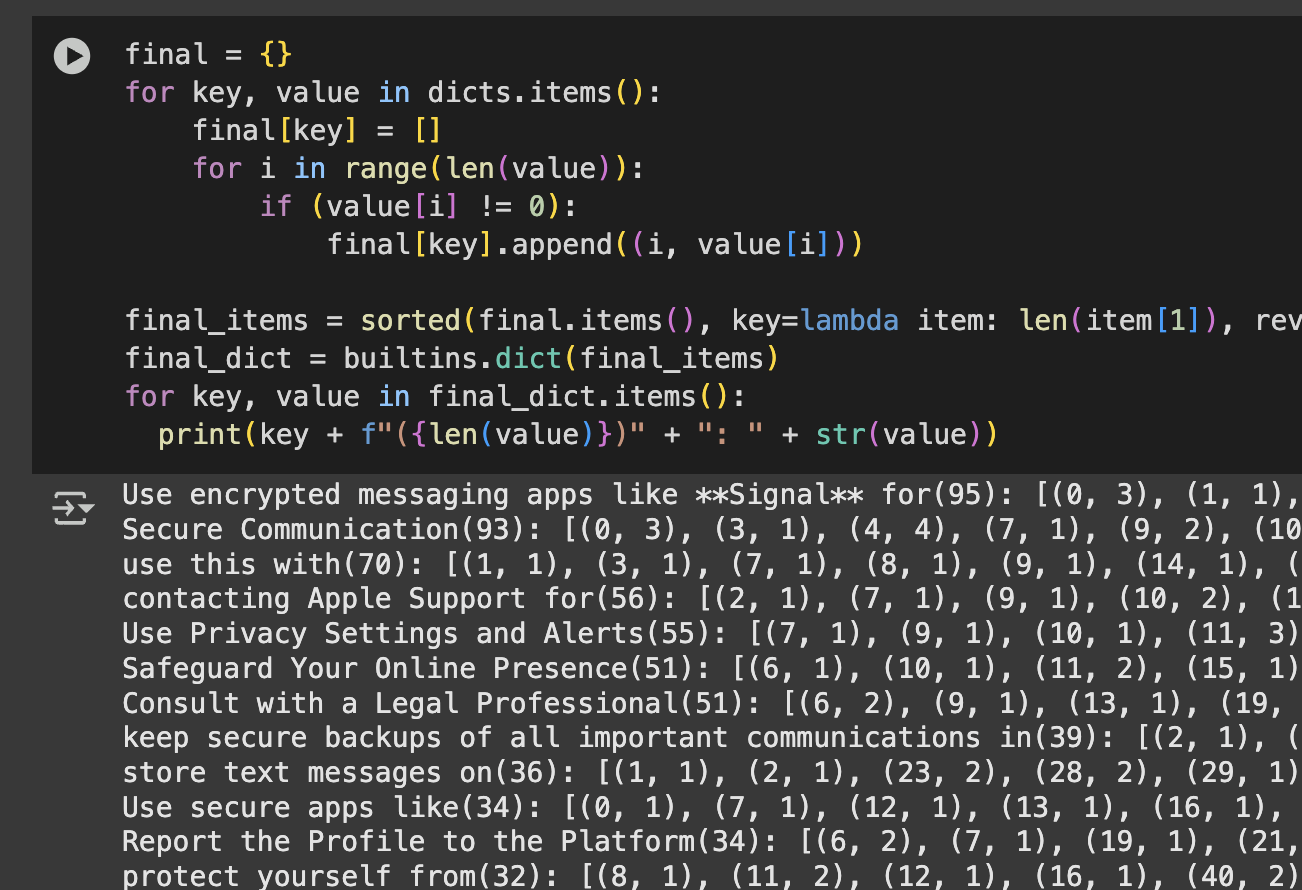 final = {}
for key, value in dicts.items():
    final[key] = []
    for i in range(len(value)):
        if (value[i] != 0):
            final[key].append((i, value[i]))
final_items = sorted(final.items(), key=lambda item: len(item[1]), rev
final_dict = builtins.dict(final_items)
for key, value in final_dict.items():
  print(key + f"({len(value)})" + ": " + str(value))
Use encrypted messaging apps like **Signal** for(95): [(0, 3), (1, 1),
Secure Communication(93): [(0, 3), (3, 1), (4, 4), (7, 1), (9, 2), (10
use this with(70): [(1, 1), (3, 1), (7, 1), (8, 1), (9, 1), (14, 1), (
contacting Apple Support for(56): [(2, 1), (7, 1), (9, 1), (10, 2), (1
Use Privacy Settings and Alerts(55): [(7, 1), (9, 1), (10, 1), (11, 3)
Safeguard Your Online Presence(51): [(6, 1), (10, 1), (11, 2), (15, 1)
Consult with a Legal Professional(51): [(6, 2), (9, 1), (13, 1), (19,
keep secure backups of all important communications in(39): [(2, 1), (
store text messages on(36): [(1, 1), (2, 1), (23, 2), (28, 2), (29, 1)
Use secure apps like(34): [(0, 1), (7, 1), (12, 1), (13, 1), (16, 1),
Report the Profile to the Platform(34): [(6, 2), (7, 1), (19, 1), (21,
protect yourself from(32): [(8, 1), (11, 2), (12, 1), (16, 1), (40, 2)